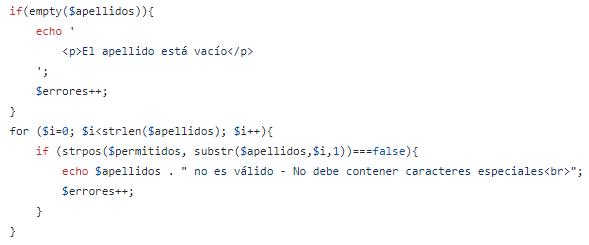 if(empty($apellidos)){
echo '
<p>El apellido está vacío</p>
';
$errores++;
}
for ($i=0; $i<strlen($apellidos); $i++){
if (strpos($permitidos, substr($apellidos,$i,1))===false){
echo $apellidos . " no es válido - No debe contener caracteres especiales<br>";
$errores++;
}
}